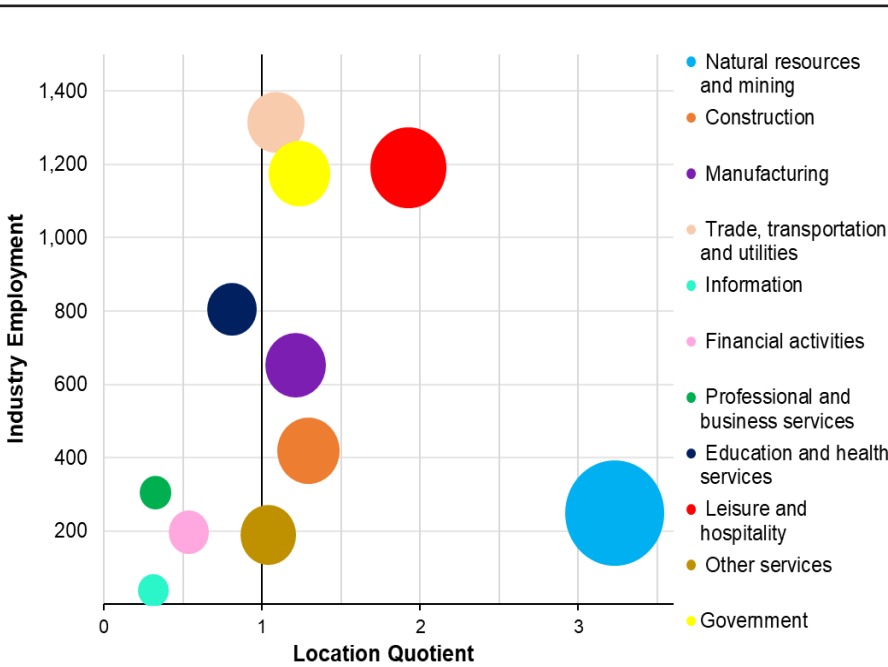 1,400
1,200
1,000
800
600
400
200
0
1
2
3
Industry Employment
Location Quotient
Natural resources
and mining
Construction
Manufacturing
Trade, transportation
and utilities
Information
Financial activities
Professional and
business services
Education and health
services
Leisure and
hospitality
Other services
Government